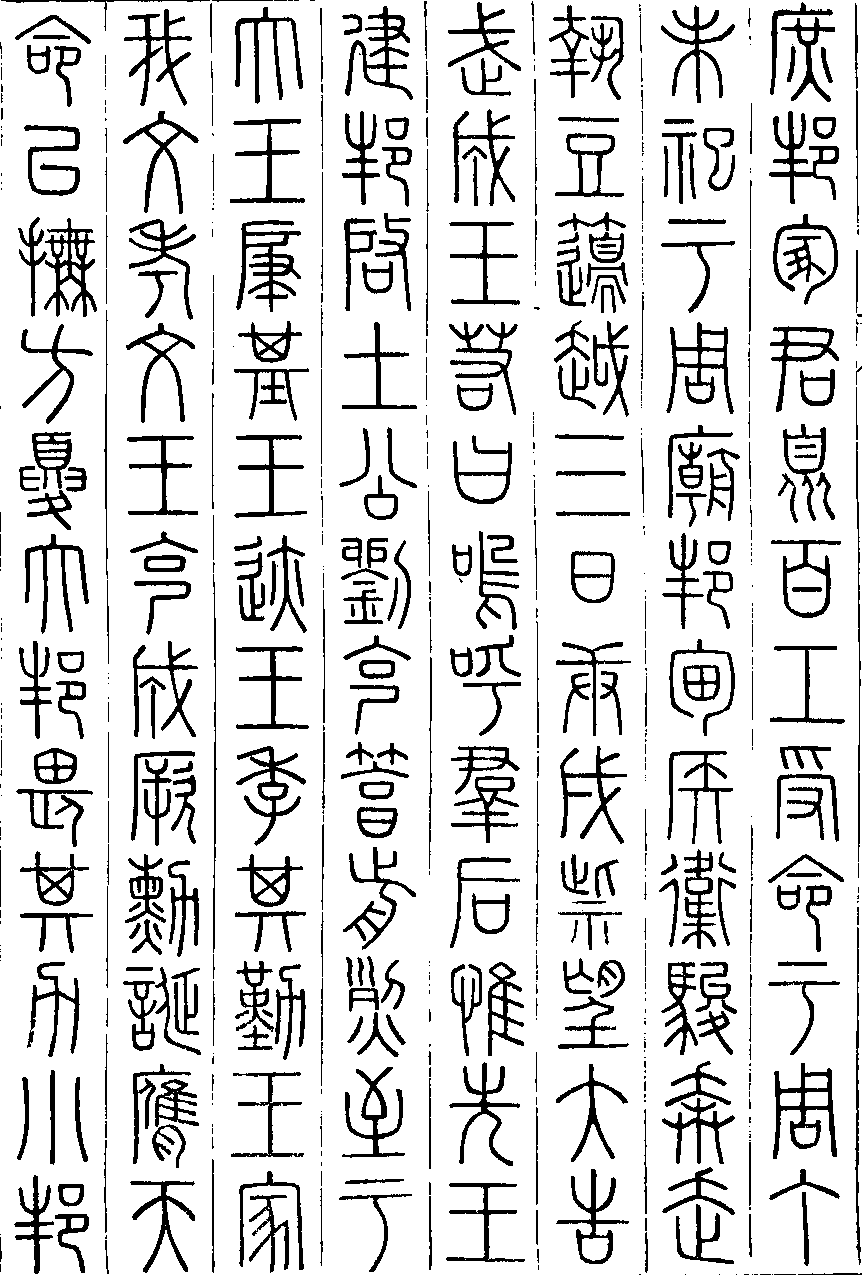 庶邦冢君暨百工受命于周丁
未祀于周廟邦甸侯衛駿奔走
執豆籩越三日庚戌柴望大告
武成王若曰嗚呼羣后惟先王
建邦啟土公劉克篤前烈至于
大王肇基王迹王季其勤王家
我文考文王克成厥勳誕膺天
命以撫方夏大邦畏其力小邦